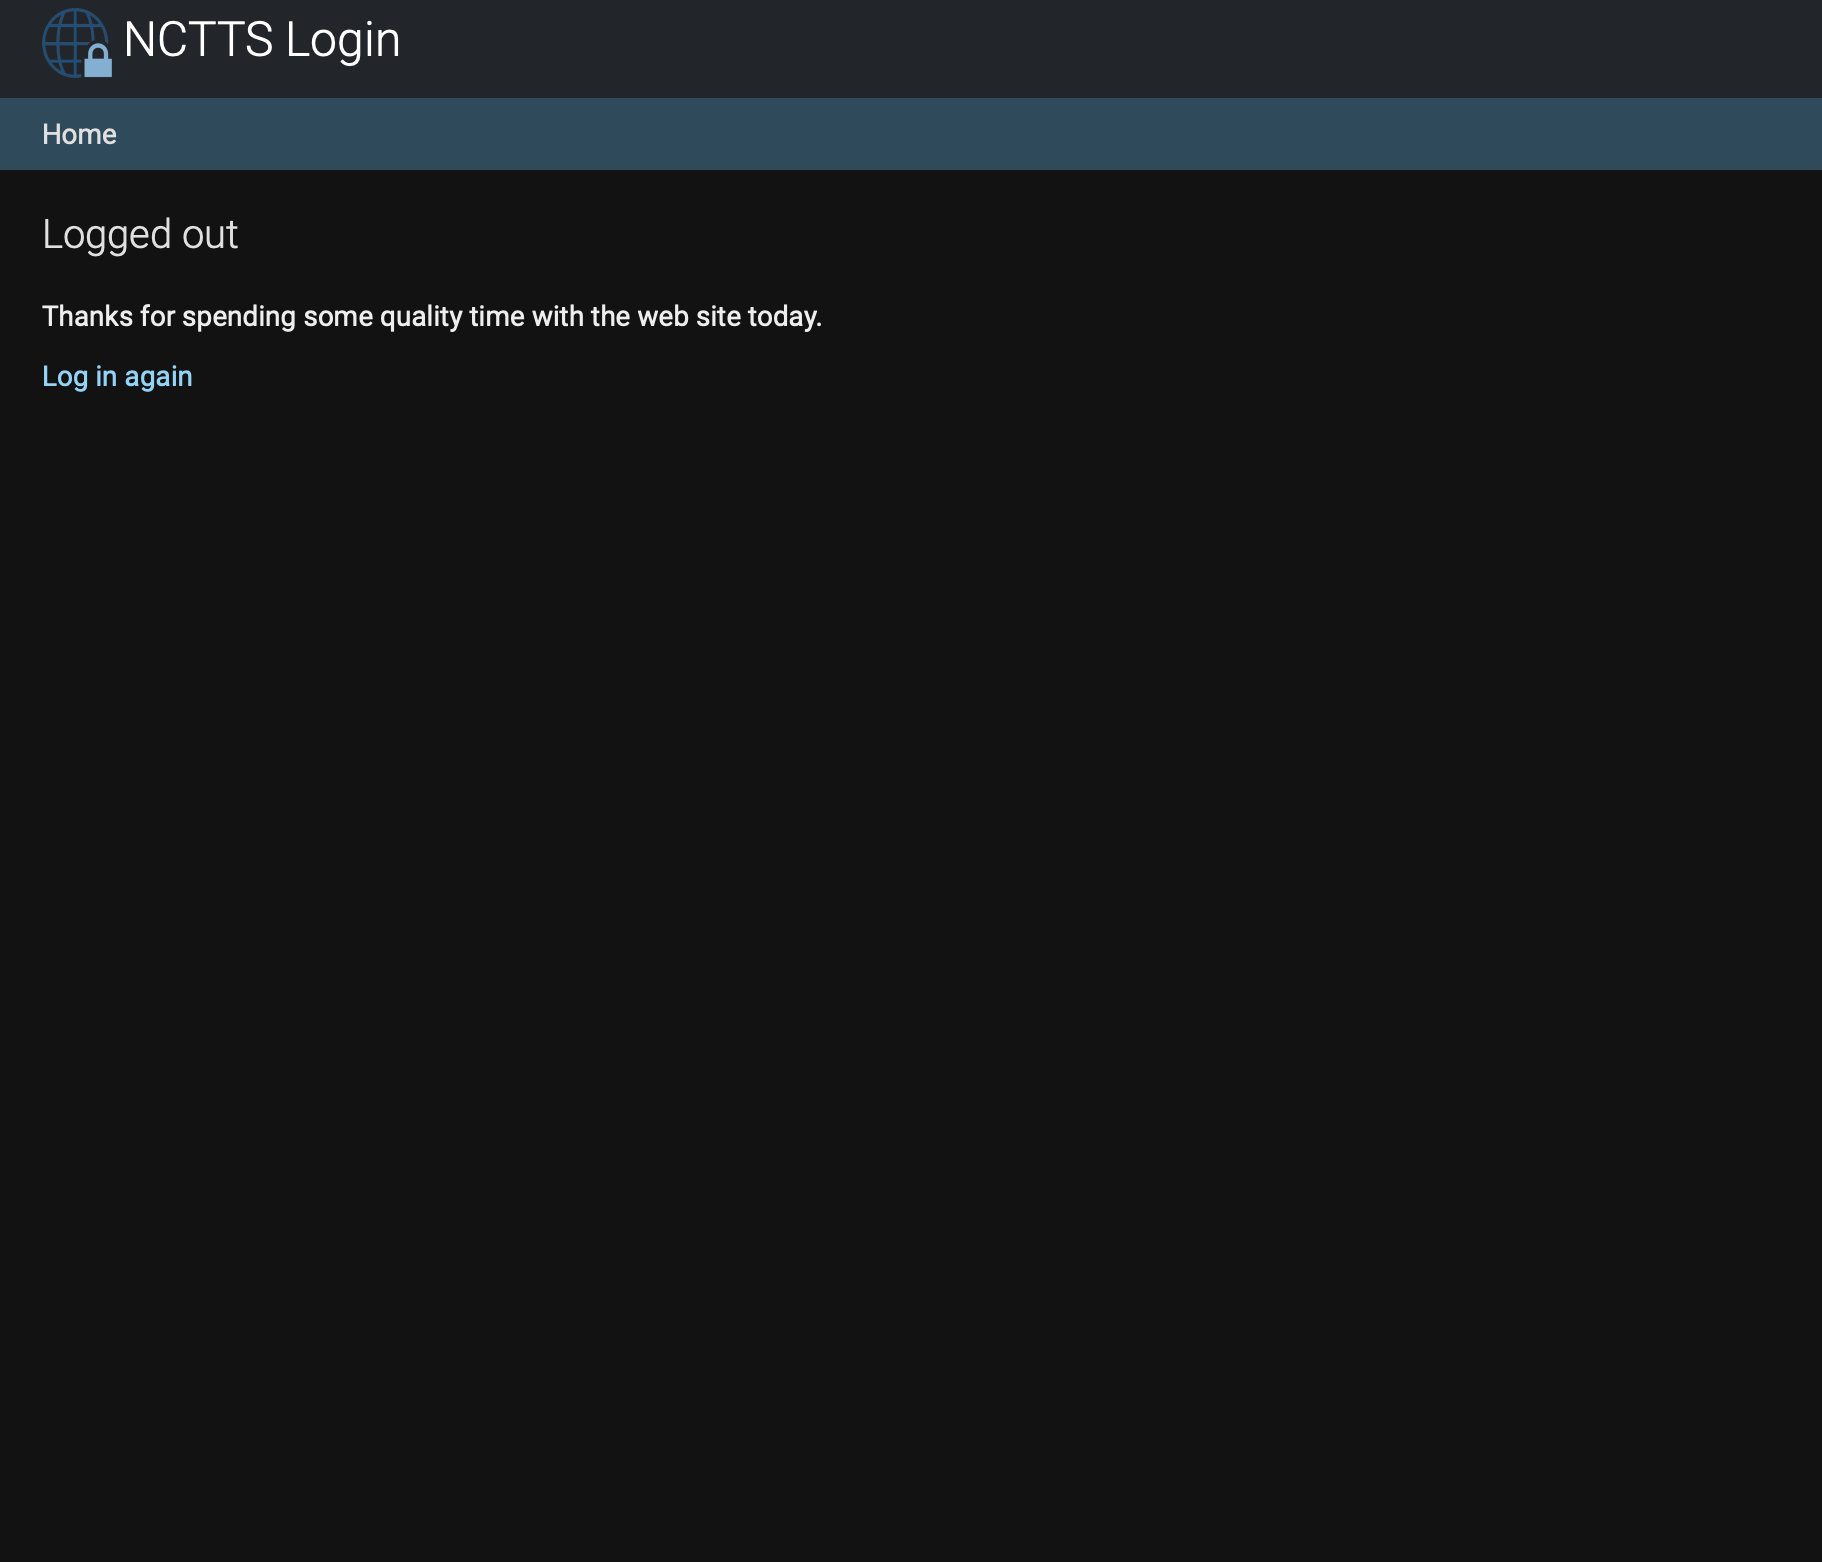 NCTTS Login
Home
Logged out
Thanks for spending some quality time with the web site today.
Log in again